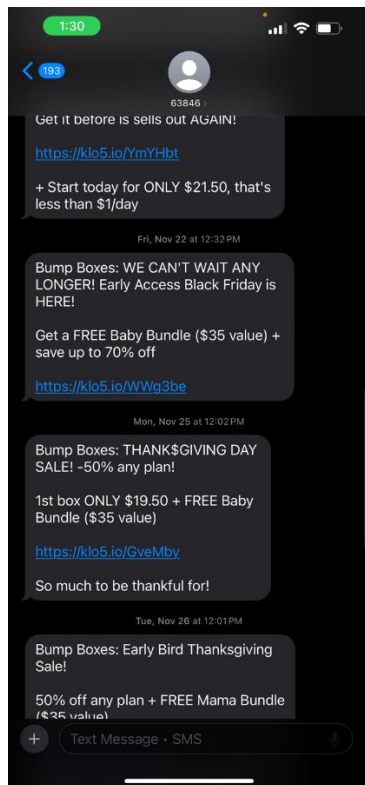 1:30
193
63846
Get it before is sells out AGAIN!
https://klo5.io/YmYHbt
+ Start today for ONLY $21.50, that's
less than $1/day
Fri, Nov 22 at 12:32 PM
Bump Boxes: WE CAN'T WAIT ANY
LONGER! Early Access Black Friday is
HERE!
Get a FREE Baby Bundle ($35 value) +
save up to 70% off
https://klo5.io/WWg3be
Mon, Nov 25 at 12:02 PM
Bump Boxes: THANK$GIVING DAY
SALE! -50% any plan!
1st box ONLY $19.50 + FREE Baby
Bundle ($35 value)
https://klo5.io/GveMby
So much to be thankful for!
Tue, Nov 26 at 12:01 PM
Bump Boxes: Early Bird Thanksgiving
Sale!
50% off any plan + FREE Mama Bundle
($35 value)
Text Message • SMS